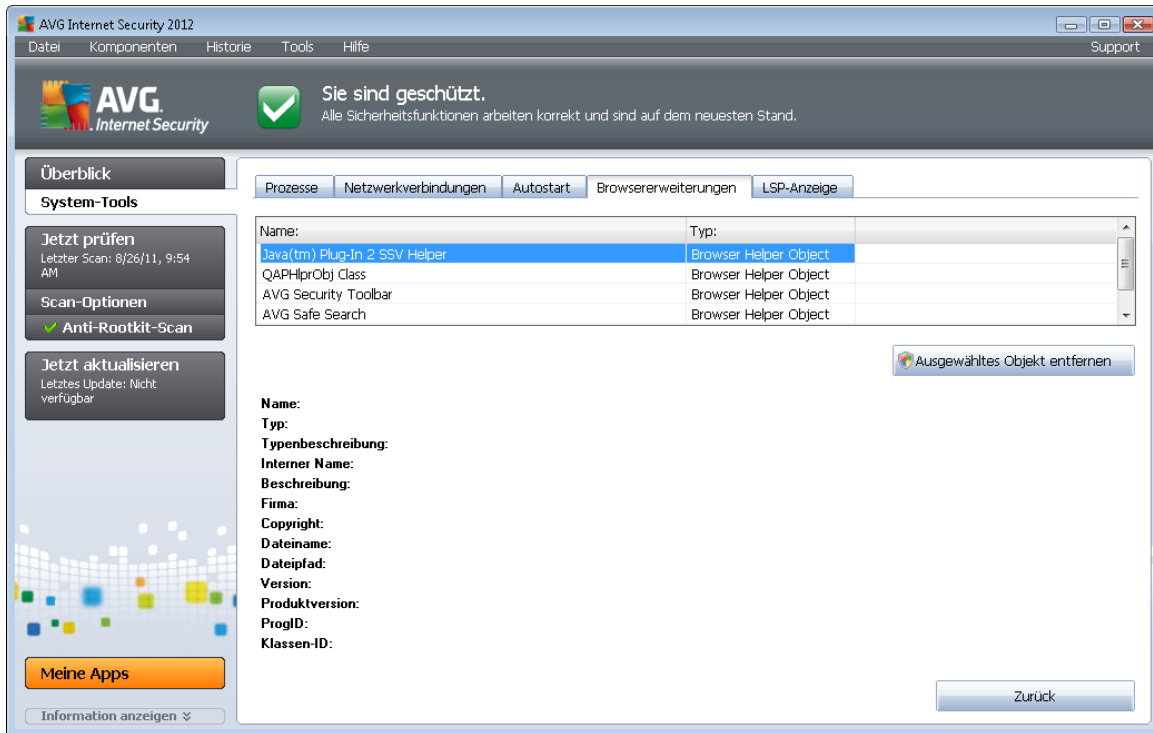 AVG Internet Security 2012
Datei Komponenten Historie Tools Hilfe Support
AVG.
Internet Security
Sie sind geschützt.
Alle Sicherheitsfunktionen arbeiten korrekt und sind auf dem neuesten Stand.
Überblick
System-Tools
Jetzt prüfen
Letzter Scan: 8/26/11, 9:54
AM
Scan-Optionen
Anti-Rootkit-Scan
Jetzt aktualisieren
Letztes Update: Nicht
verfügbar
Meine Apps
Information anzeigen
Prozesse Netzwerkverbindungen Autostart Browsererweiterungen LSP-Anzeige
Name: Typ:
Java(tm) Plug-In 2 SSV Helper Browser Helper Object
QAPHlprObj Class Browser Helper Object
AVG Security Toolbar Browser Helper Object
AVG Safe Search Browser Helper Object
Ausgewähltes Objekt entfernen
Name:
Typ:
Typenbeschreibung:
Interner Name:
Beschreibung:
Firma:
Copyright:
Dateiname:
Dateipfad:
Version:
Produktversion:
ProgID:
Klassen-ID:
Zurück